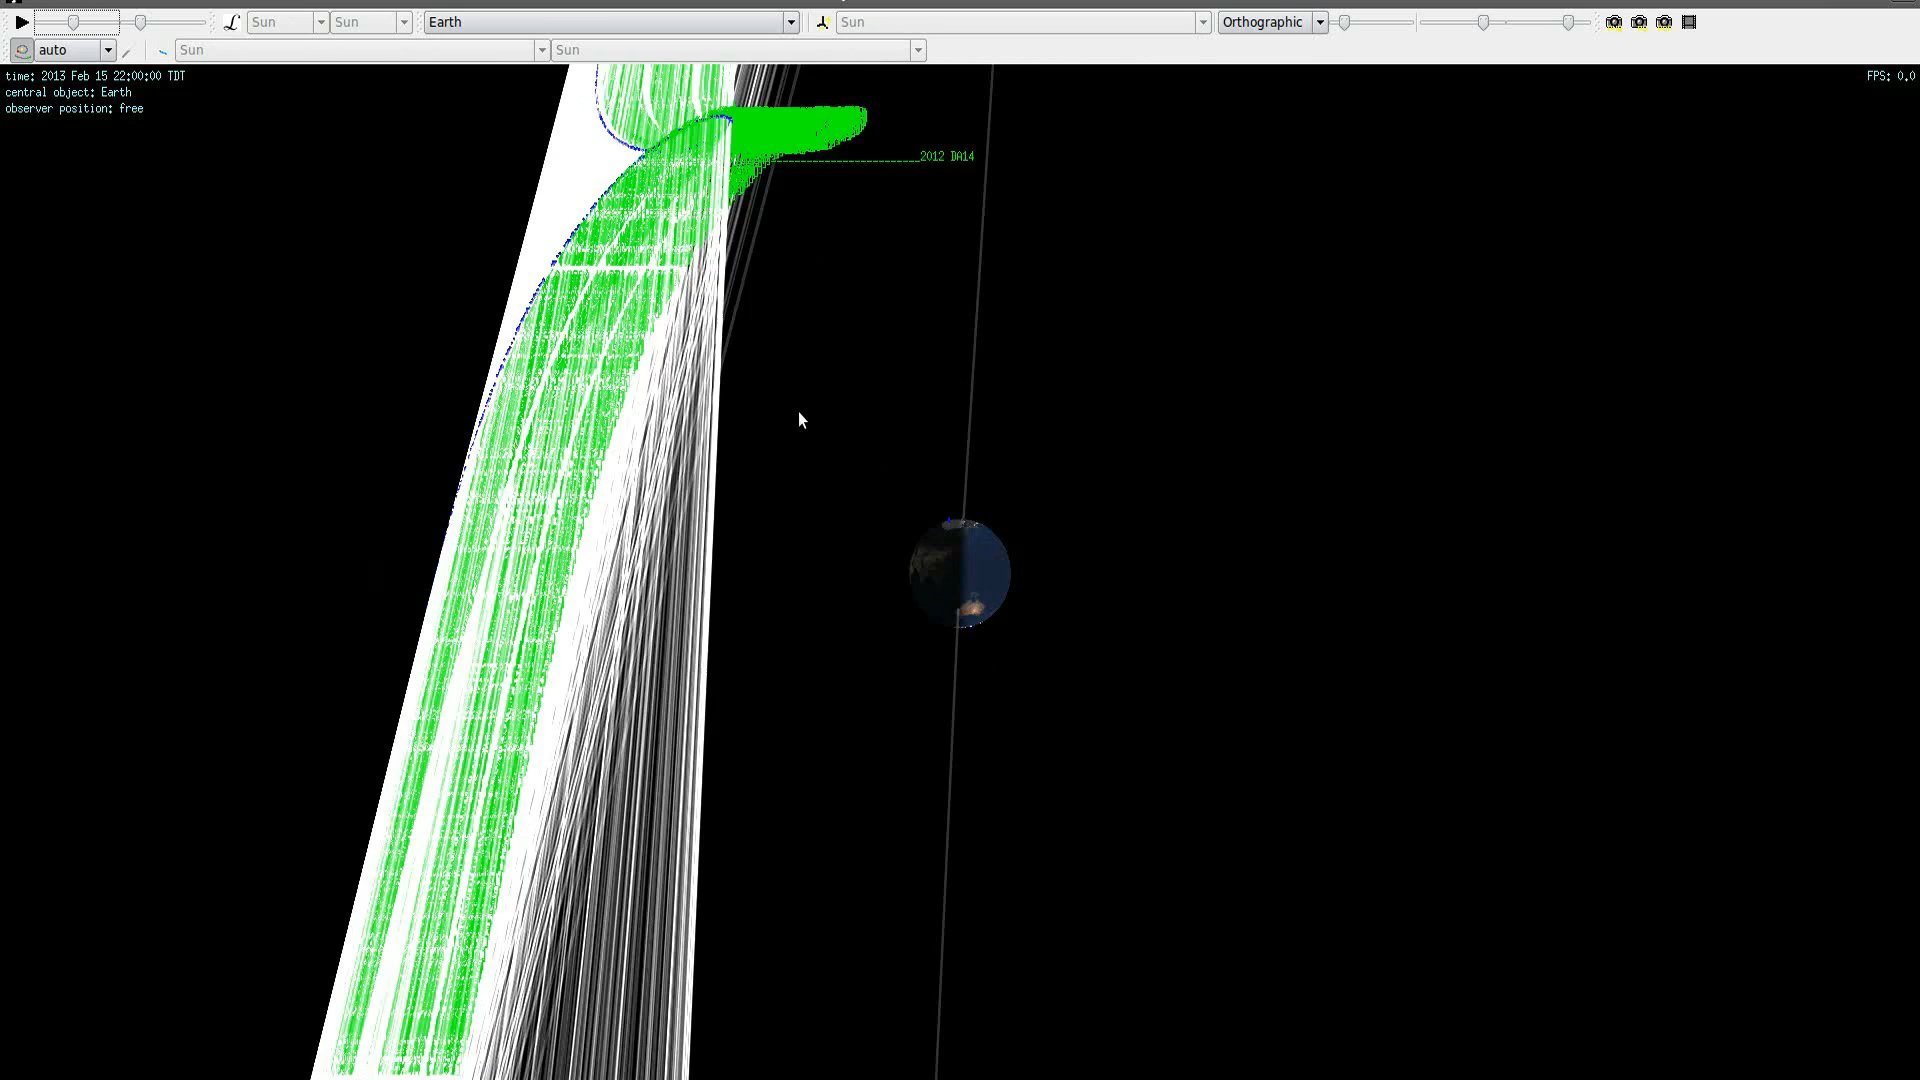 Sun Sun Earth Sun Orthographic
auto Sun Sun
time: 2013 Feb 15 22:00:00 TDT FPS: 0.0
central object: Earth
observer position: free
2012 DA14